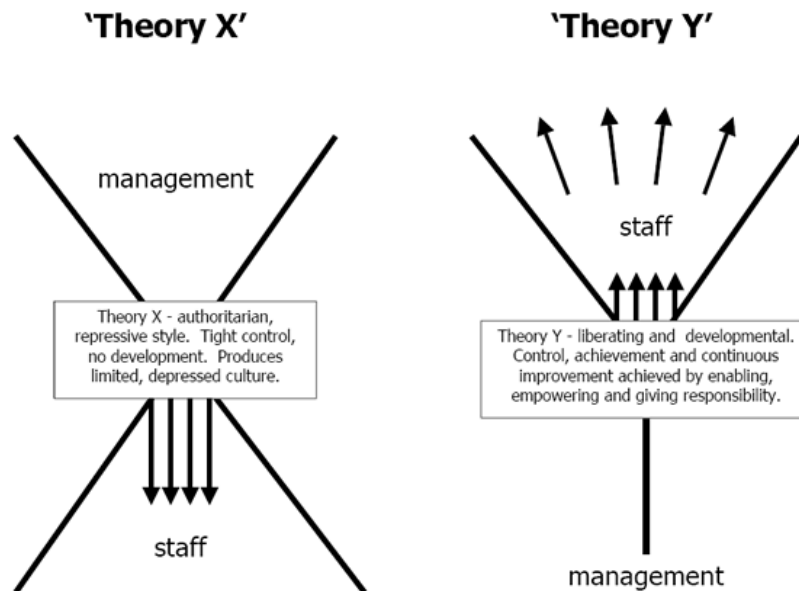 ‘Theory X’
management
Theory X - authoritarian,
repressive style. Tight control,
no development. Produces
limited, depressed culture.
staff
‘Theory Y’
staff
Theory Y - liberating and developmental.
Control, achievement and continuous
improvement achieved by enabling,
empowering and giving responsibility.
management